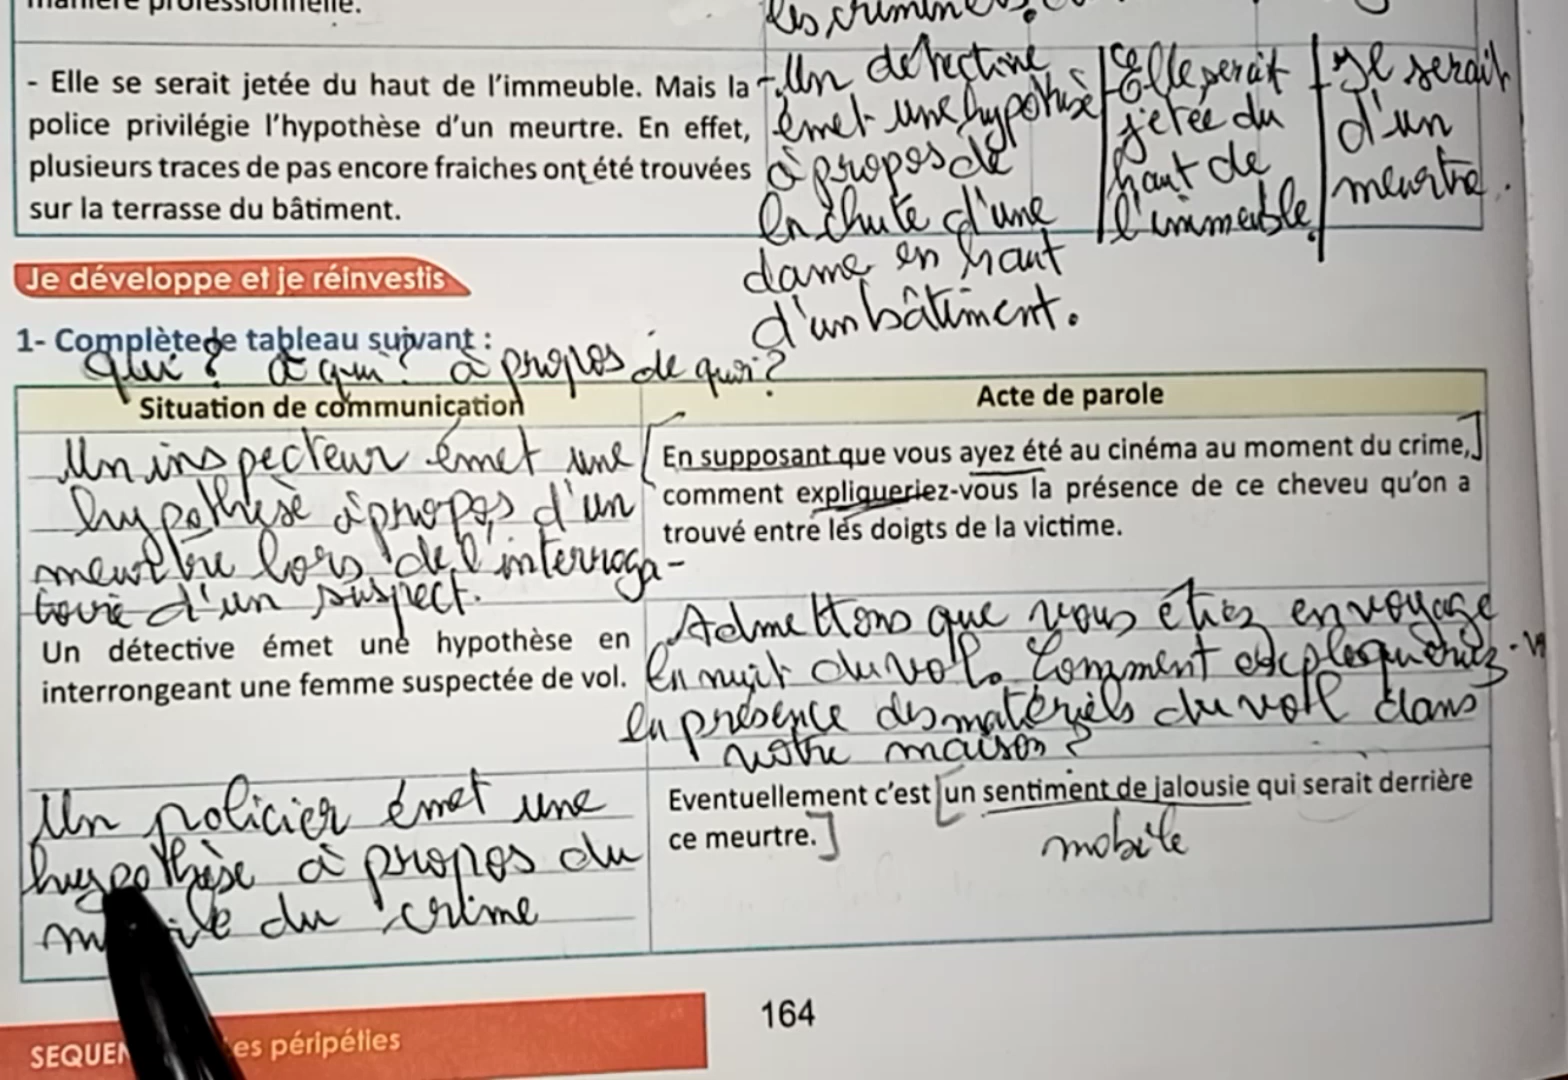 manière professionnelle.
les criminels.
- Elle se serait jetée du haut de l'immeuble. Mais la
police privilégie l'hypothèse d'un meurtre. En effet,
plusieurs traces de pas encore fraiches ont été trouvées
sur la terrasse du bâtiment.
- Un détective
émet une hypothèse
à propos de
la chute d'une
dame en haut
d'un bâtiment.
Elle serait
jetée du
haut de
l'immeuble.
- Il serait
d'un
meurtre.
Je développe et je réinvestis
1- Complète le tableau suivant :
qui ? à qui ? à propos de quoi ?
Situation de communication
Acte de parole
Un inspecteur émet une
hypothèse à propos d'un
meurtre lors de l'interroga-
toire d'un suspect.
En supposant que vous ayez été au cinéma au moment du crime,
comment expliqueriez-vous la présence de ce cheveu qu'on a
trouvé entre les doigts de la victime.
Un détective émet une hypothèse en
interrongeant une femme suspectée de vol.
Admettons que vous étiez en voyage
la nuit du vol. Comment expliqueriez-vs
la présence des matériels du voll dans
votre maison ?
Un policier émet une
hypothèse à propos du
mobile du crime
Eventuellement c'est un sentiment de jalousie qui serait derrière
ce meurtre.
mobile
164
es péripéties